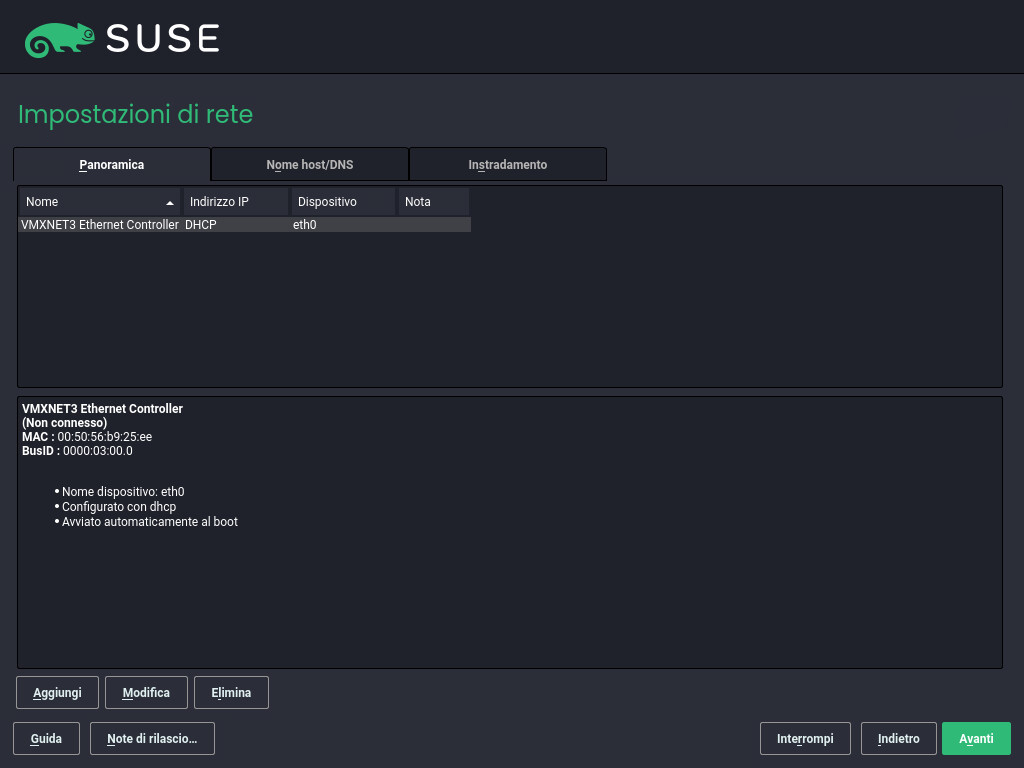 SUSE
Impostazioni di rete
Panoramica Nome host/DNS Instradamento
Nome Indirizzo IP Dispositivo Nota
VMXNET3 Ethernet Controller DHCP eth0
VMXNET3 Ethernet Controller
(Non connesso)
MAC : 00:50:56:b9:25:ee
BusID : 0000:03:00.0
• Nome dispositivo: eth0
• Configurato con dhcp
• Avviato automaticamente al boot
Aggiungi Modifica Elimina
Guida Note di rilascio... Interrompi Indietro Avanti